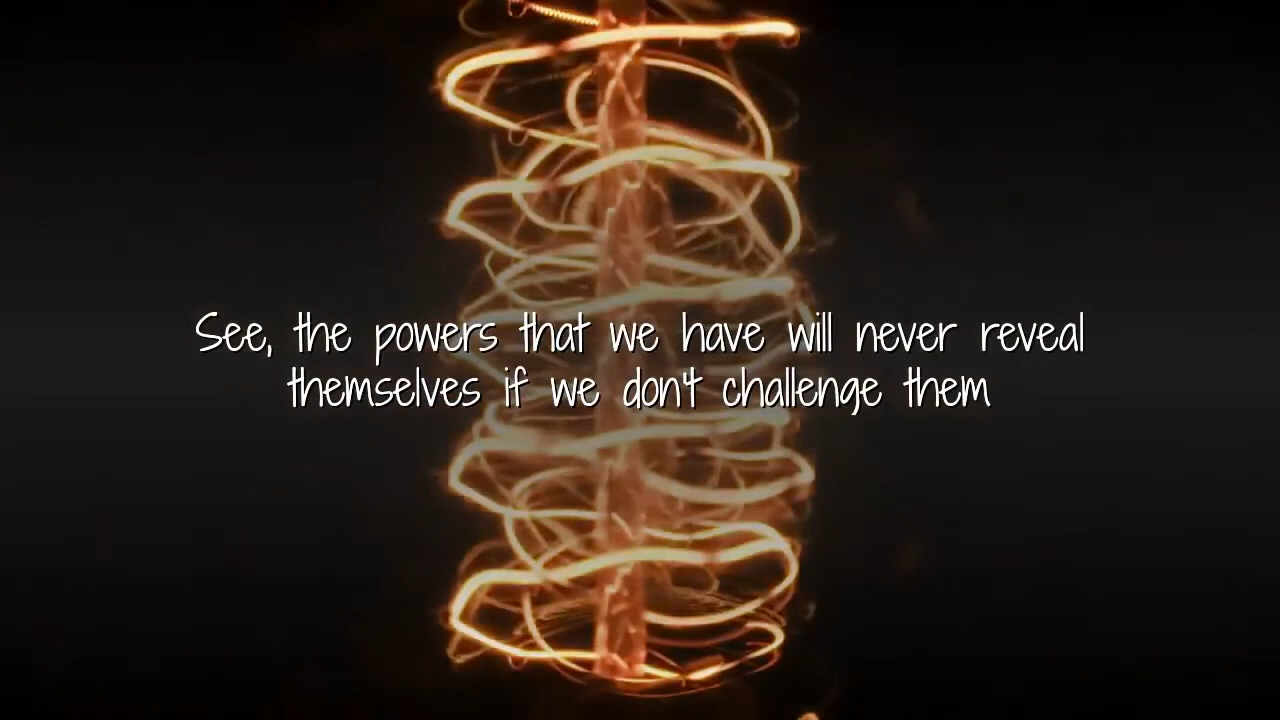 See, the powers that we have will never reveal
themselves if we don't challenge them